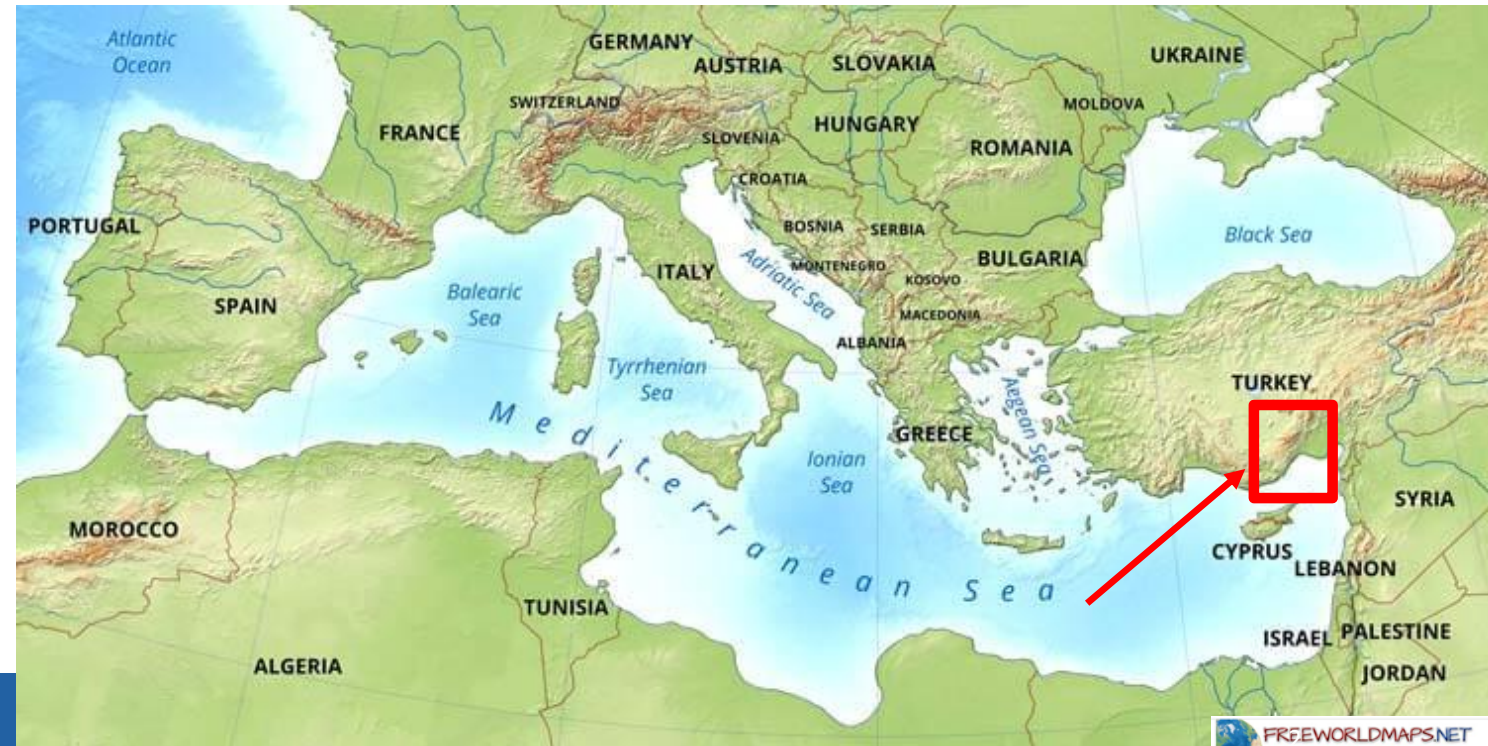 Atlantic
Ocean
GERMANY
AUSTRIA
SLOVAKIA
UKRAINE
SWITZERLAND
MOLDOVA
FRANCE
HUNGARY
SLOVENIA
ROMANIA
CROATIA
PORTUGAL
BOSNIA
SERBIA
Black Sea
SPAIN
Balearic
Sea
ITALY
Adriatic Sea
MONTENEGRO
KOSOVO
BULGARIA
MACEDONIA
ALBANIA
Tyrrhenian
Sea
Aegean Sea
TURKEY
Mediterranean Sea
GREECE
Ionian
Sea
MOROCCO
SYRIA
CYPRUS
LEBANON
TUNISIA
ISRAEL
PALESTINE
ALGERIA
JORDAN
FREEWORLDMAPS.NET